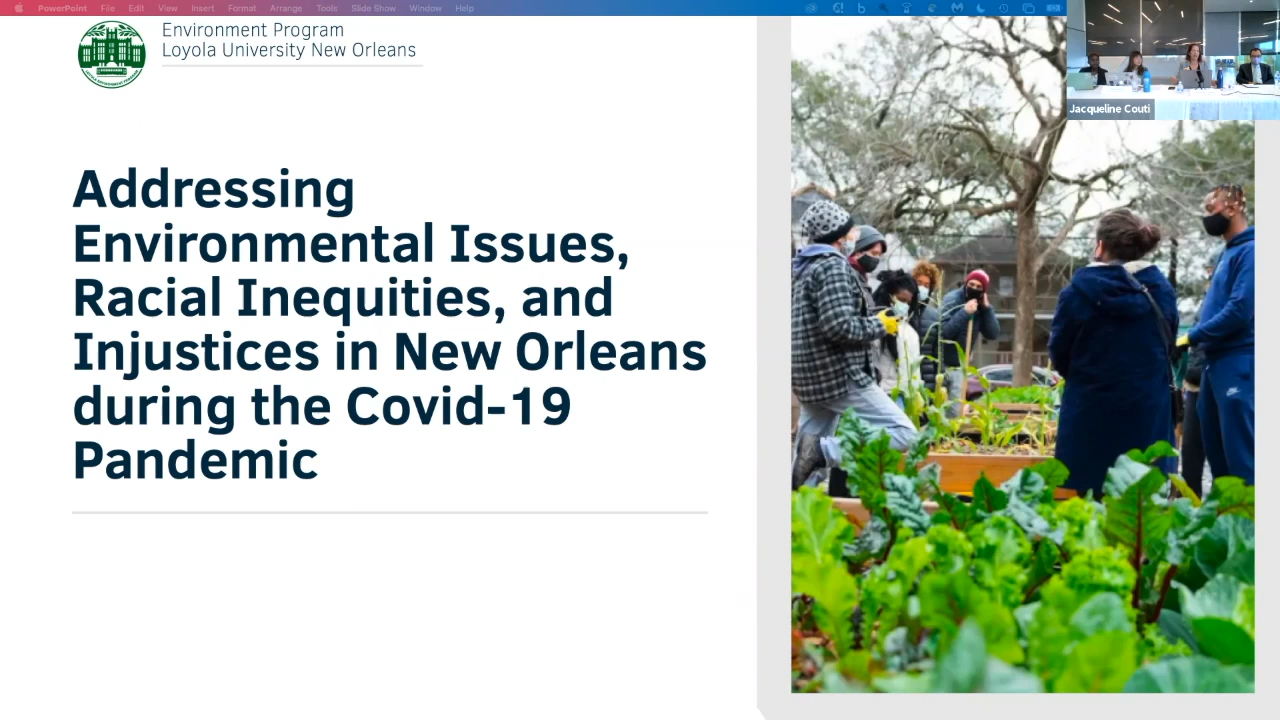 PowerPoint File Edit View Insert Format Arrange Tools Slide Show Window Help
Environment Program
Loyola University New Orleans
Jacqueline Couti
Addressing
Environmental Issues,
Racial Inequities, and
Injustices in New Orleans
during the Covid-19
Pandemic